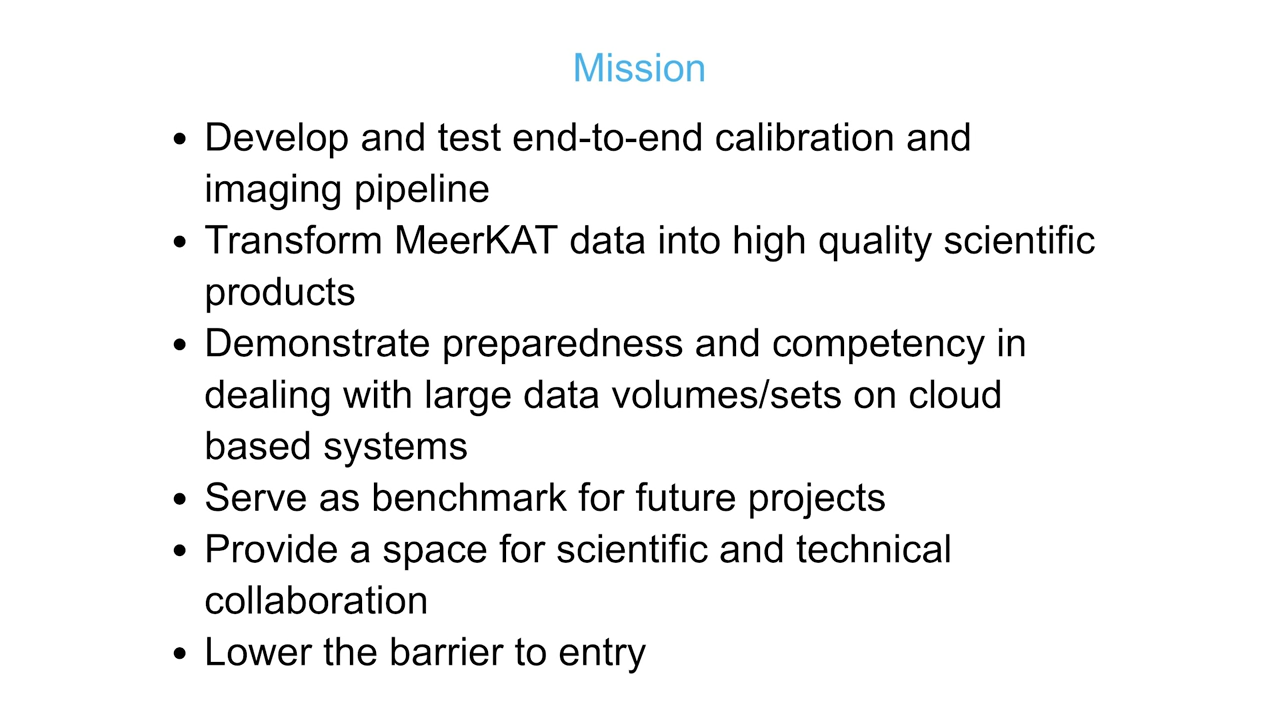 Mission
• Develop and test end-to-end calibration and
imaging pipeline
• Transform MeerKAT data into high quality scientific
products
• Demonstrate preparedness and competency in
dealing with large data volumes/sets on cloud
based systems
• Serve as benchmark for future projects
• Provide a space for scientific and technical
collaboration
• Lower the barrier to entry